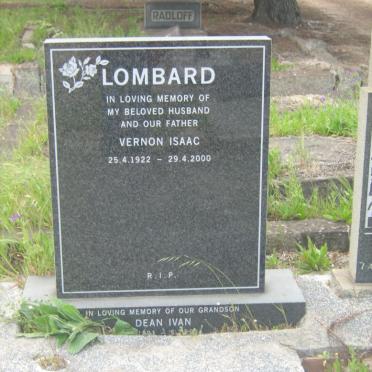 RADLOFF
LOMBARD
IN LOVING MEMORY OF
MY BELOVED HUSBAND
AND OUR FATHER
VERNON ISAAC
25.4.1922 - 29.4.2000
R.I.P.
IN LOVING MEMORY OF OUR GRANDSON
DEAN IVAN